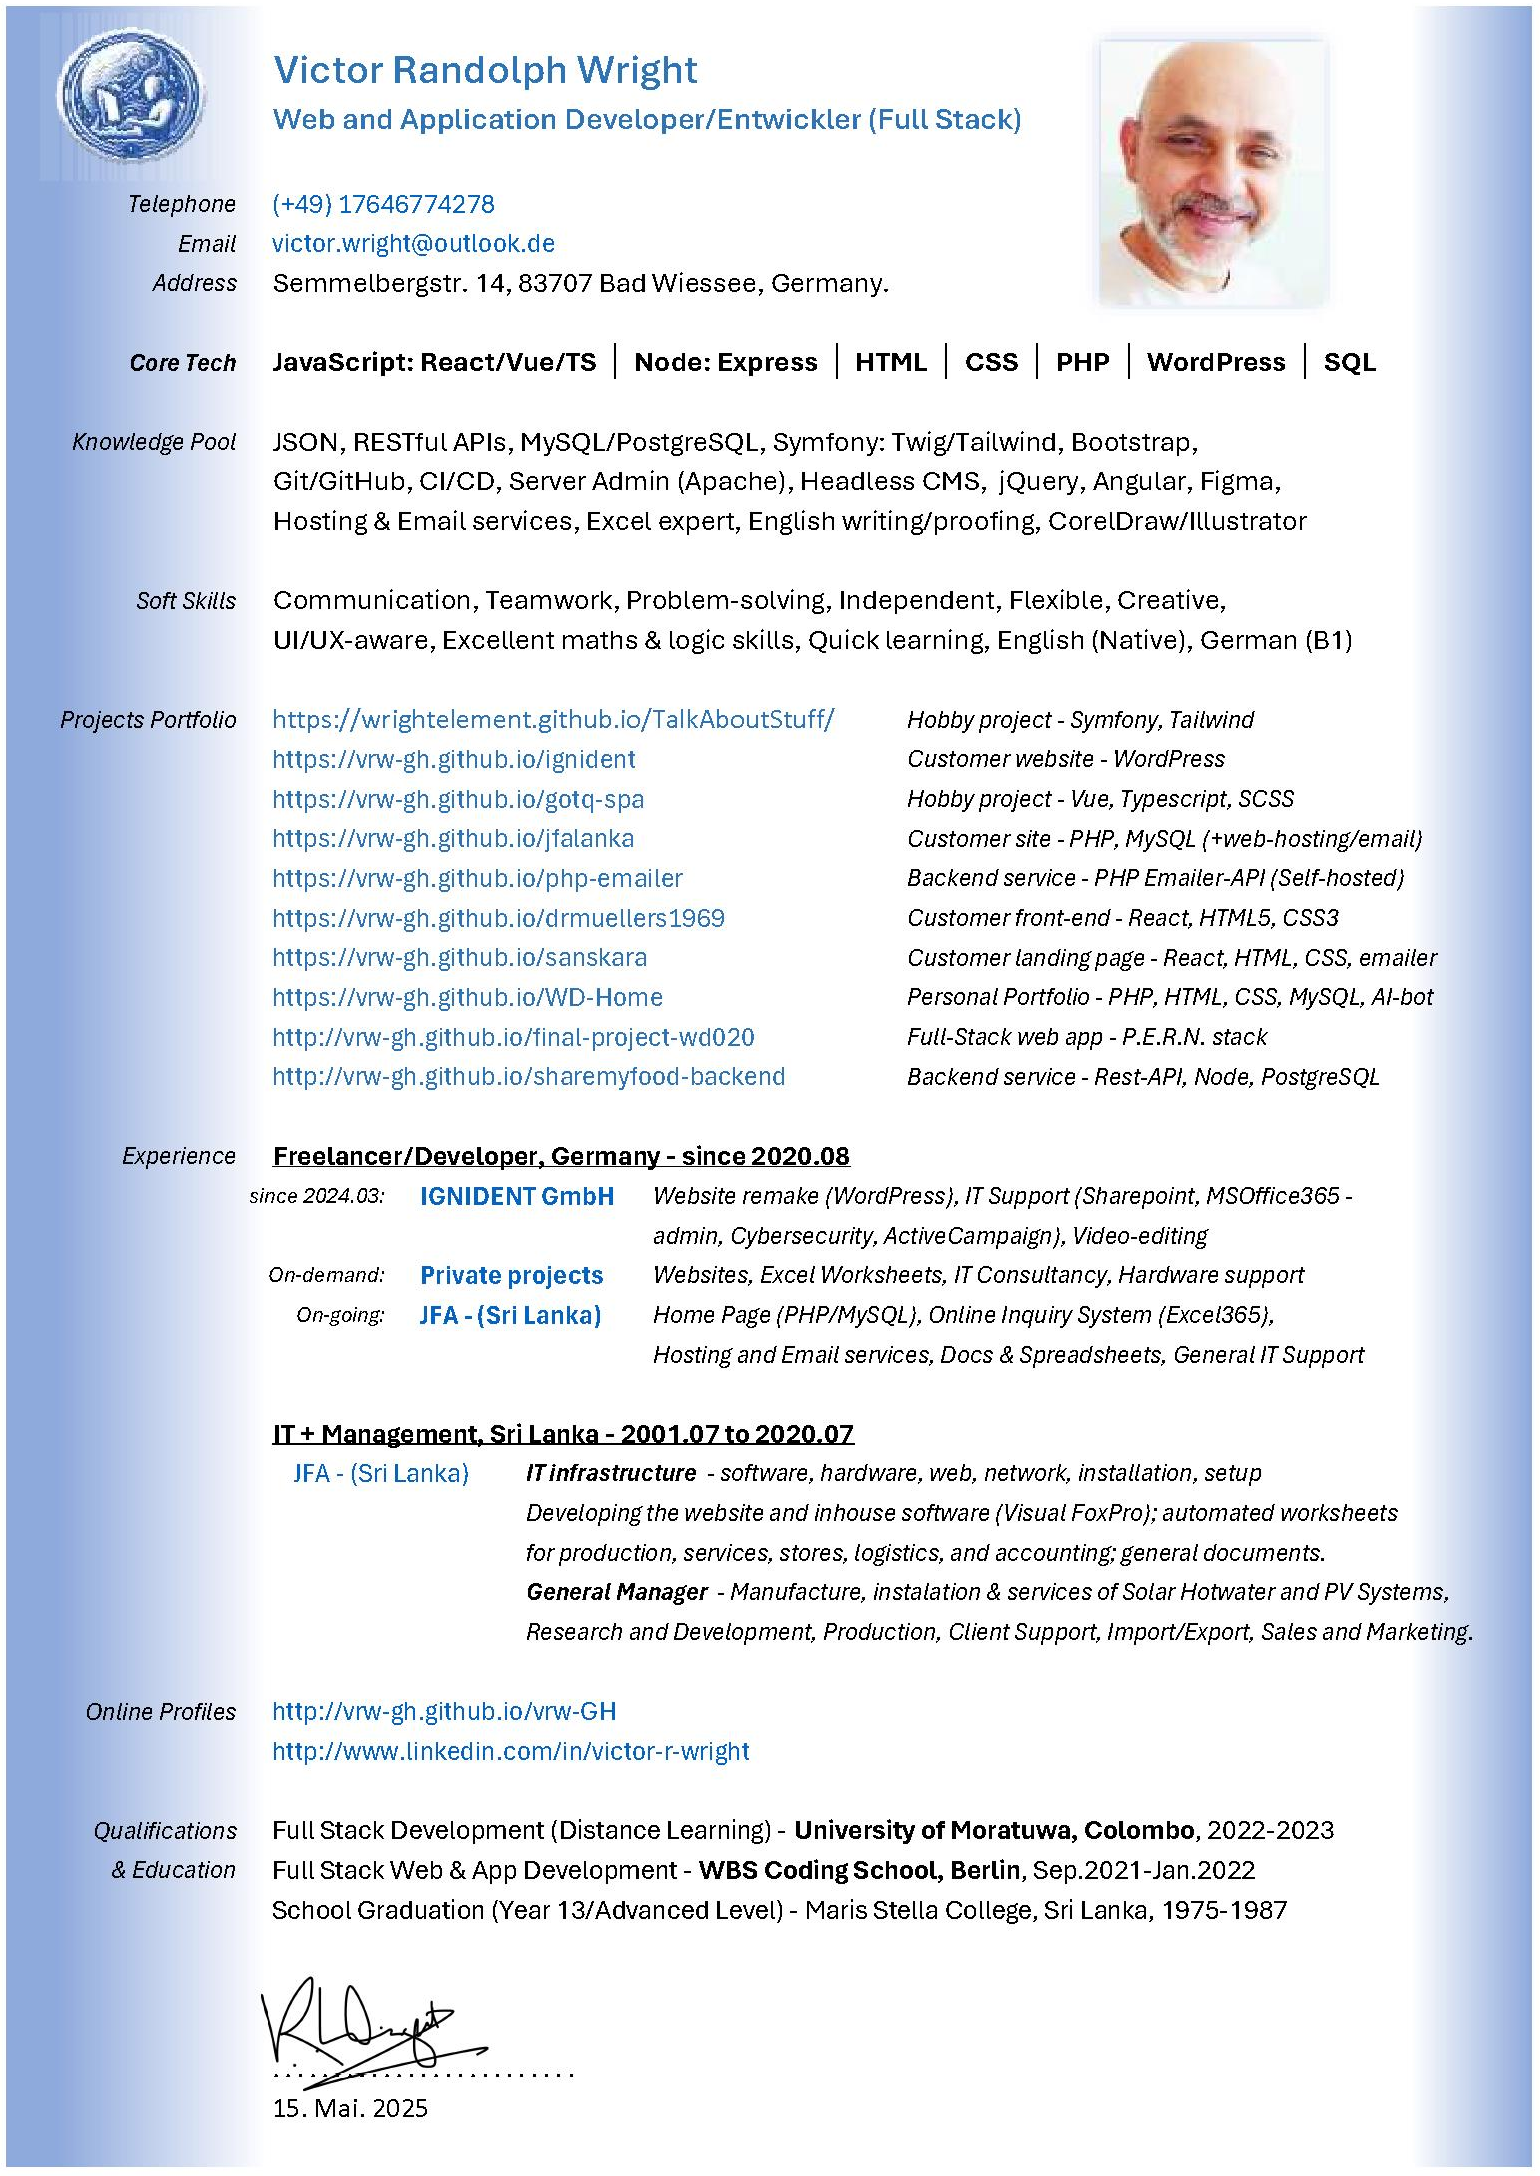 Victor Randolph Wright
Web and Application Developer/Entwickler (Full Stack)
Telephone (+49) 17646774278
Email victor.wright@outlook.de
Address Semmelbergstr. 14, 83707 Bad Wiessee, Germany.
Core Tech JavaScript: React/Vue/TS | Node: Express | HTML | CSS | PHP | WordPress | SQL
Knowledge Pool JSON, RESTful APIs, MySQL/PostgreSQL, Symfony: Twig/Tailwind, Bootstrap,
Git/GitHub, CI/CD, Server Admin (Apache), Headless CMS, jQuery, Angular, Figma,
Hosting & Email services, Excel expert, English writing/proofing, CorelDraw/Illustrator
Soft Skills Communication, Teamwork, Problem-solving, Independent, Flexible, Creative,
UI/UX-aware, Excellent maths & logic skills, Quick learning, English (Native), German (B1)
Projects Portfolio https://wrightelement.github.io/TalkAboutStuff/ Hobby project - Symfony, Tailwind
https://vrw-gh.github.io/ignident Customer website - WordPress
https://vrw-gh.github.io/gotq-spa Hobby project - Vue, Typescript, SCSS
https://vrw-gh.github.io/jfalanka Customer site - PHP, MySQL (+web-hosting/email)
https://vrw-gh.github.io/php-emailer Backend service - PHP Emailer-API (Self-hosted)
https://vrw-gh.github.io/drmuellers1969 Customer front-end - React, HTML5, CSS3
https://vrw-gh.github.io/sanskara Customer landing page - React, HTML, CSS, emailer
https://vrw-gh.github.io/WD-Home Personal Portfolio - PHP, HTML, CSS, MySQL, AI-bot
http://vrw-gh.github.io/final-project-wd020 Full-Stack web app - P.E.R.N. stack
http://vrw-gh.github.io/sharemyfood-backend Backend service - Rest-API, Node, PostgreSQL
Experience Freelancer/Developer, Germany - since 2020.08
since 2024.03: IGNIDENT GmbH Website remake (WordPress), IT Support (Sharepoint, MSOffice365 -
admin, Cybersecurity, ActiveCampaign), Video-editing
On-demand: Private projects Websites, Excel Worksheets, IT Consultancy, Hardware support
On-going: JFA - (Sri Lanka) Home Page (PHP/MySQL), Online Inquiry System (Excel365),
Hosting and Email services, Docs & Spreadsheets, General IT Support
IT + Management, Sri Lanka - 2001.07 to 2020.07
JFA - (Sri Lanka) IT infrastructure - software, hardware, web, network, installation, setup
Developing the website and inhouse software (Visual FoxPro); automated worksheets
for production, services, stores, logistics, and accounting; general documents.
General Manager - Manufacture, instalation & services of Solar Hotwater and PV Systems,
Research and Development, Production, Client Support, Import/Export, Sales and Marketing.
Online Profiles http://vrw-gh.github.io/vrw-GH
http://www.linkedin.com/in/victor-r-wright
Qualifications Full Stack Development (Distance Learning) - University of Moratuwa, Colombo, 2022-2023
& Education Full Stack Web & App Development - WBS Coding School, Berlin, Sep.2021-Jan.2022
School Graduation (Year 13/Advanced Level) - Maris Stella College, Sri Lanka, 1975-1987
15. Mai. 2025